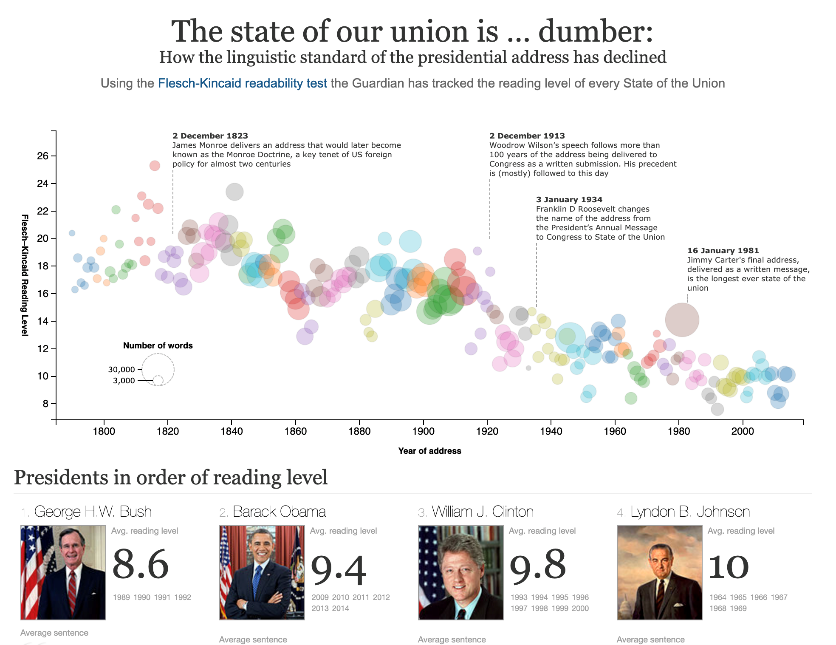 The state of our union is ... dumber:
How the linguistic standard of the presidential address has declined
Using the Flesch-Kincaid readability test the Guardian has tracked the reading level of every State of the Union
2 December 1823
James Monroe delivers an address that would later become
known as the Monroe Doctrine, a key tenet of US foreign
policy for almost two centuries
2 December 1913
Woodrow Wilson's speech follows more than
100 years of the address being delivered to
Congress as a written submission. His precedent
is (mostly) followed to this day
3 January 1934
Franklin D Roosevelt changes
the name of the address from
the President's Annual Message
to Congress to State of the Union
16 January 1981
Jimmy Carter's final address,
delivered as a written message,
is the longest ever state of the
union
Flesch-Kincaid Reading Level
26
24
22
20
18
16
14
12
10
8
Number of words
30,000
3,000
1800 1820 1840 1860 1880 1900 1920 1940 1960 1980 2000
Year of address
Presidents in order of reading level
1. George H.W. Bush
Avg. reading level
8.6
1989 1990 1991 1992
Average sentence
2. Barack Obama
Avg. reading level
9.4
2009 2010 2011 2012
2013 2014
Average sentence
3. William J. Clinton
Avg. reading level
9.8
1993 1994 1995 1996
1997 1998 1999 2000
Average sentence
4. Lyndon B. Johnson
Avg. reading level
10
1964 1965 1966 1967
1968 1969
Average sentence